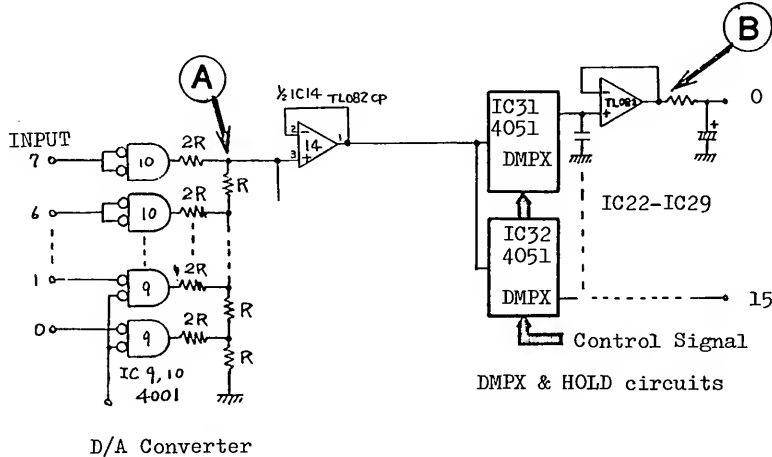 B
A
½IC14 TL082CP
0
INPUT
7
10
2R
2
3
14
1
IC31
4051
DMPX
TL082
R
6
10
2R
IC22-IC29
IC32
4051
DMPX
1
9
2R
15
R
0
9
2R
R
Control Signal
IC 9,10
4001
DMPX & HOLD circuits
D/A Converter